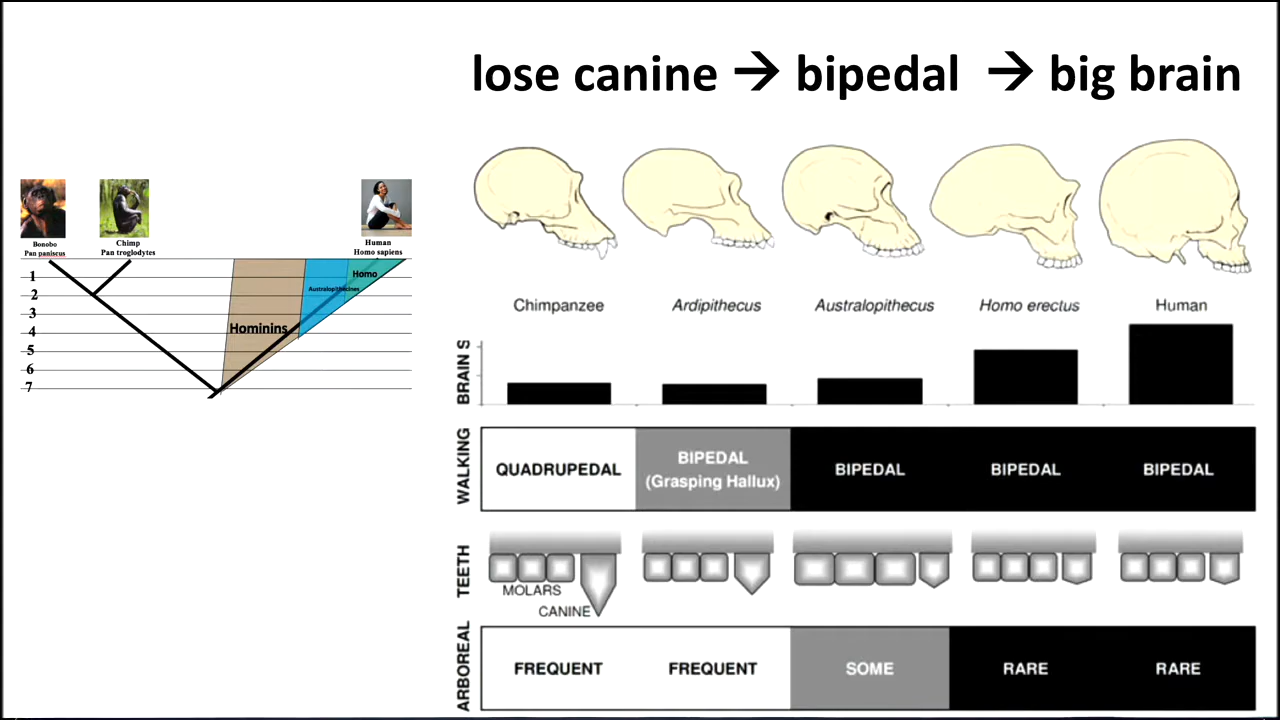 lose canine → bipedal → big brain
Bonobo
Pan paniscus
Chimp
Pan troglodytes
Human
Homo sapiens
1
2
3
4
5
6
7
Homo
Australopithecines
Hominins
Chimpanzee
Ardipithecus
Australopithecus
Homo erectus
Human
BRAIN S
WALKING
QUADRUPEDAL
BIPEDAL
(Grasping Hallux)
BIPEDAL
BIPEDAL
BIPEDAL
TEETH
MOLARS
CANINE
ARBOREAL
FREQUENT
FREQUENT
SOME
RARE
RARE